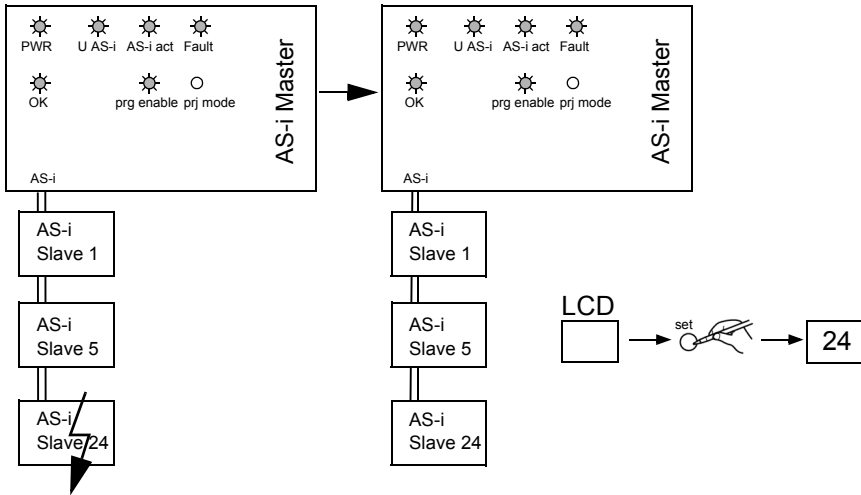 PWR U AS-i AS-i act Fault
OK prg enable prj mode
AS-i Master
AS-i
AS-i
Slave 1
AS-i
Slave 5
AS-i
Slave 24
PWR U AS-i AS-i act Fault
OK prg enable prj mode
AS-i Master
AS-i
AS-i
Slave 1
AS-i
Slave 5
AS-i
Slave 24
LCD
set
24